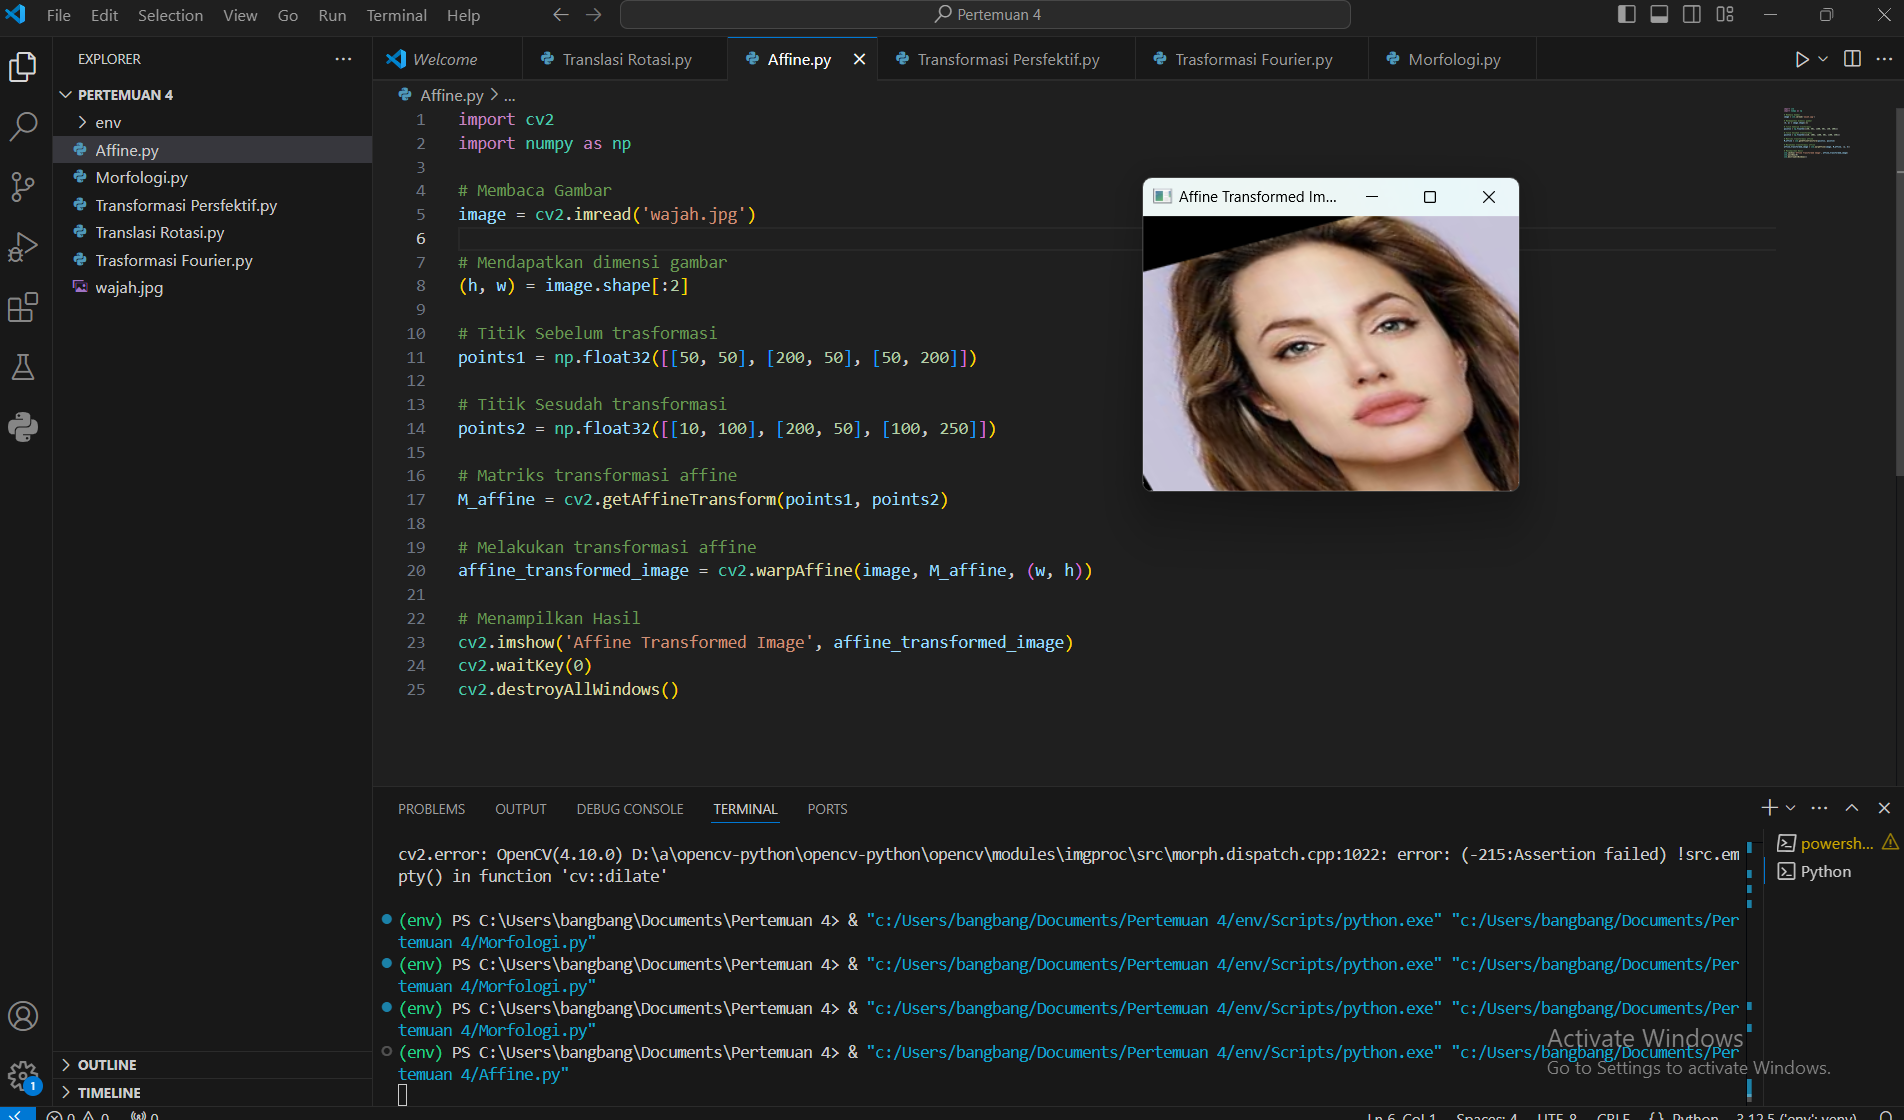 File Edit Selection View Go Run Terminal Help
Pertemuan 4
EXPLORER
PERTEMUAN 4
env
Affine.py
Morfologi.py
Transformasi Persfektif.py
Translasi Rotasi.py
Trasformasi Fourier.py
wajah.jpg
OUTLINE
TIMELINE
Welcome Translasi Rotasi.py Affine.py Transformasi Persfektif.py Trasformasi Fourier.py Morfologi.py
Affine.py > ...
1 import cv2
2 import numpy as np
3
4 # Membaca Gambar
5 image = cv2.imread('wajah.jpg')
6
7 # Mendapatkan dimensi gambar
8 (h, w) = image.shape[:2]
9
10 # Titik Sebelum trasformasi
11 points1 = np.float32([[50, 50], [200, 50], [50, 200]])
12
13 # Titik Sesudah transformasi
14 points2 = np.float32([[10, 100], [200, 50], [100, 250]])
15
16 # Matriks transformasi affine
17 M_affine = cv2.getAffineTransform(points1, points2)
18
19 # Melakukan transformasi affine
20 affine_transformed_image = cv2.warpAffine(image, M_affine, (w, h))
21
22 # Menampilkan Hasil
23 cv2.imshow('Affine Transformed Image', affine_transformed_image)
24 cv2.waitKey(0)
25 cv2.destroyAllWindows()
Affine Transformed Im...
PROBLEMS OUTPUT DEBUG CONSOLE TERMINAL PORTS
cv2.error: OpenCV(4.10.0) D:\a\opencv-python\opencv-python\opencv\modules\imgproc\src\morph.dispatch.cpp:1022: error: (-215:Assertion failed) !src.em
pty() in function 'cv::dilate'
(env) PS C:\Users\bangbang\Documents\Pertemuan 4> & "c:/Users/bangbang/Documents/Pertemuan 4/env/Scripts/python.exe" "c:/Users/bangbang/Documents/Per
temuan 4/Morfologi.py"
(env) PS C:\Users\bangbang\Documents\Pertemuan 4> & "c:/Users/bangbang/Documents/Pertemuan 4/env/Scripts/python.exe" "c:/Users/bangbang/Documents/Per
temuan 4/Morfologi.py"
(env) PS C:\Users\bangbang\Documents\Pertemuan 4> & "c:/Users/bangbang/Documents/Pertemuan 4/env/Scripts/python.exe" "c:/Users/bangbang/Documents/Per
temuan 4/Morfologi.py"
(env) PS C:\Users\bangbang\Documents\Pertemuan 4> & "c:/Users/bangbang/Documents/Pertemuan 4/env/Scripts/python.exe" "c:/Users/bangbang/Documents/Per
temuan 4/Affine.py"
powersh...
Python
Activate Windows
Go to Settings to activate Windows.
1
0 0 0 Ln 6, Col 1 Spaces: 4 UTF-8 CRLF {} Python 3.12.5 ('env': venv)